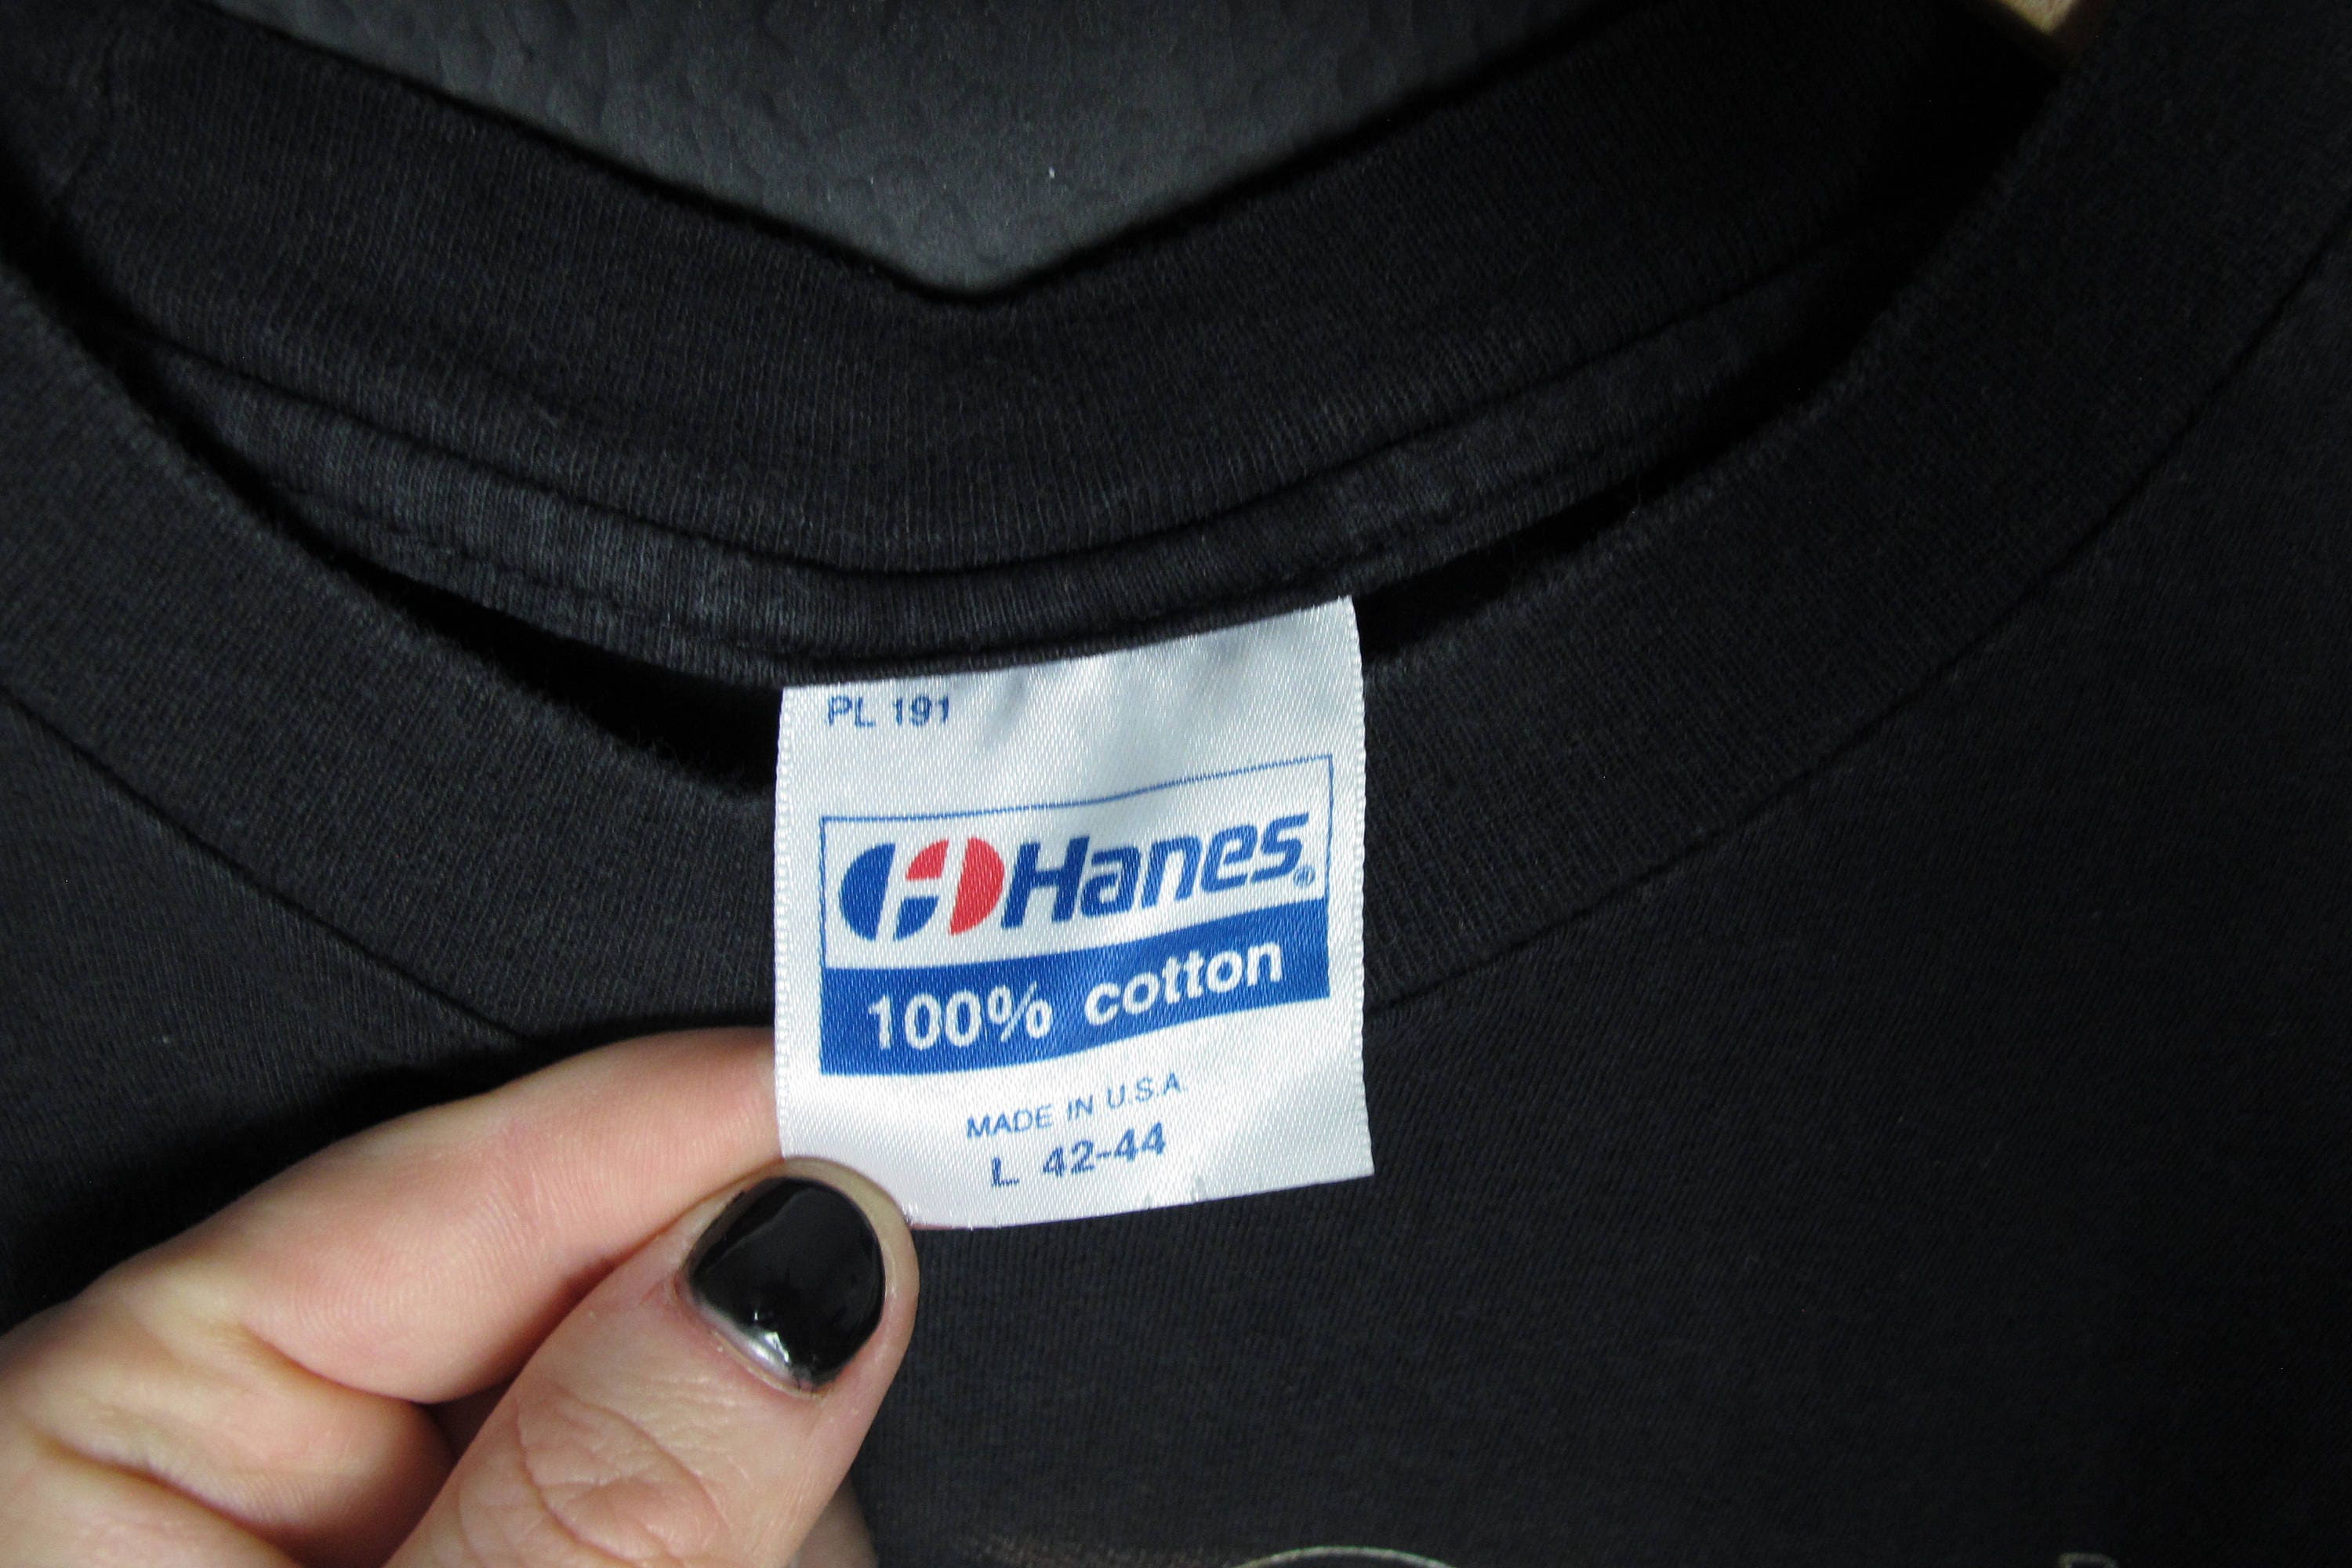 PL 191
Hanes®
100% cotton
MADE IN U.S.A.
L 42-44